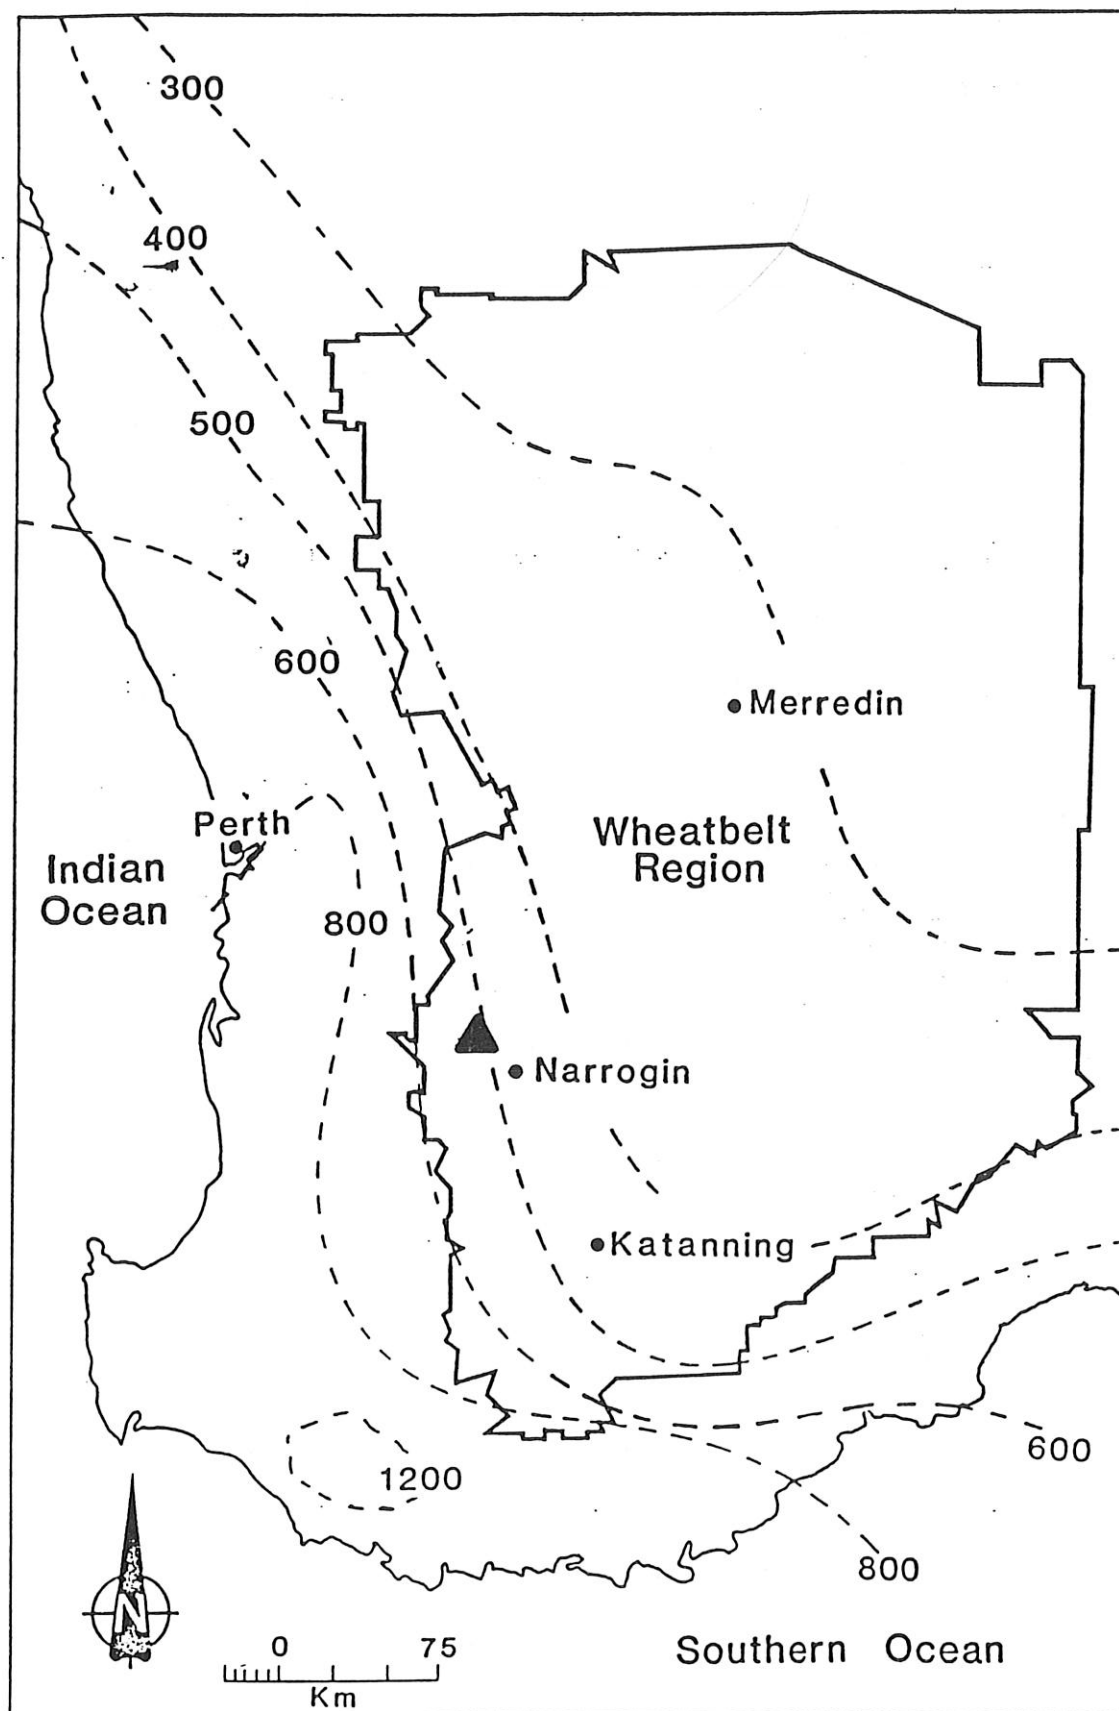 300
400
500
600
Merredin
Perth
Wheatbelt
Region
Indian
Ocean
800
Narrogin
Katanning
600
1200
800
N
0 75
Km
Southern Ocean